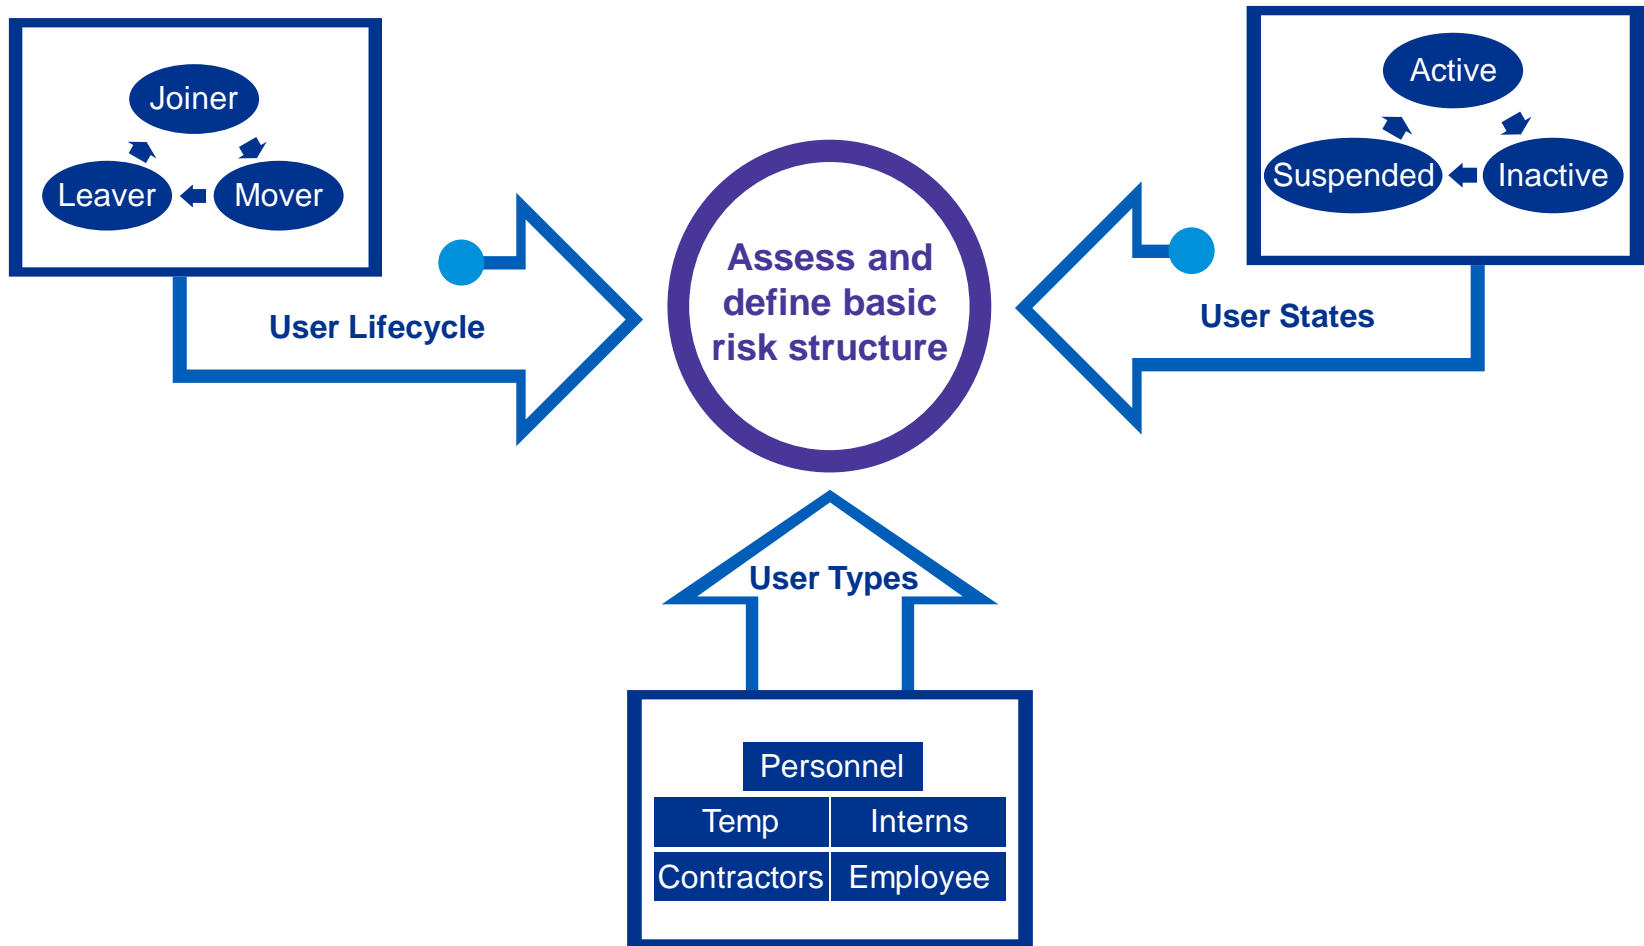 Joiner
Leaver
Mover
User Lifecycle
Assess and
define basic
risk structure
Active
Suspended
Inactive
User States
User Types
Personnel
Temp
Interns
Contractors
Employee